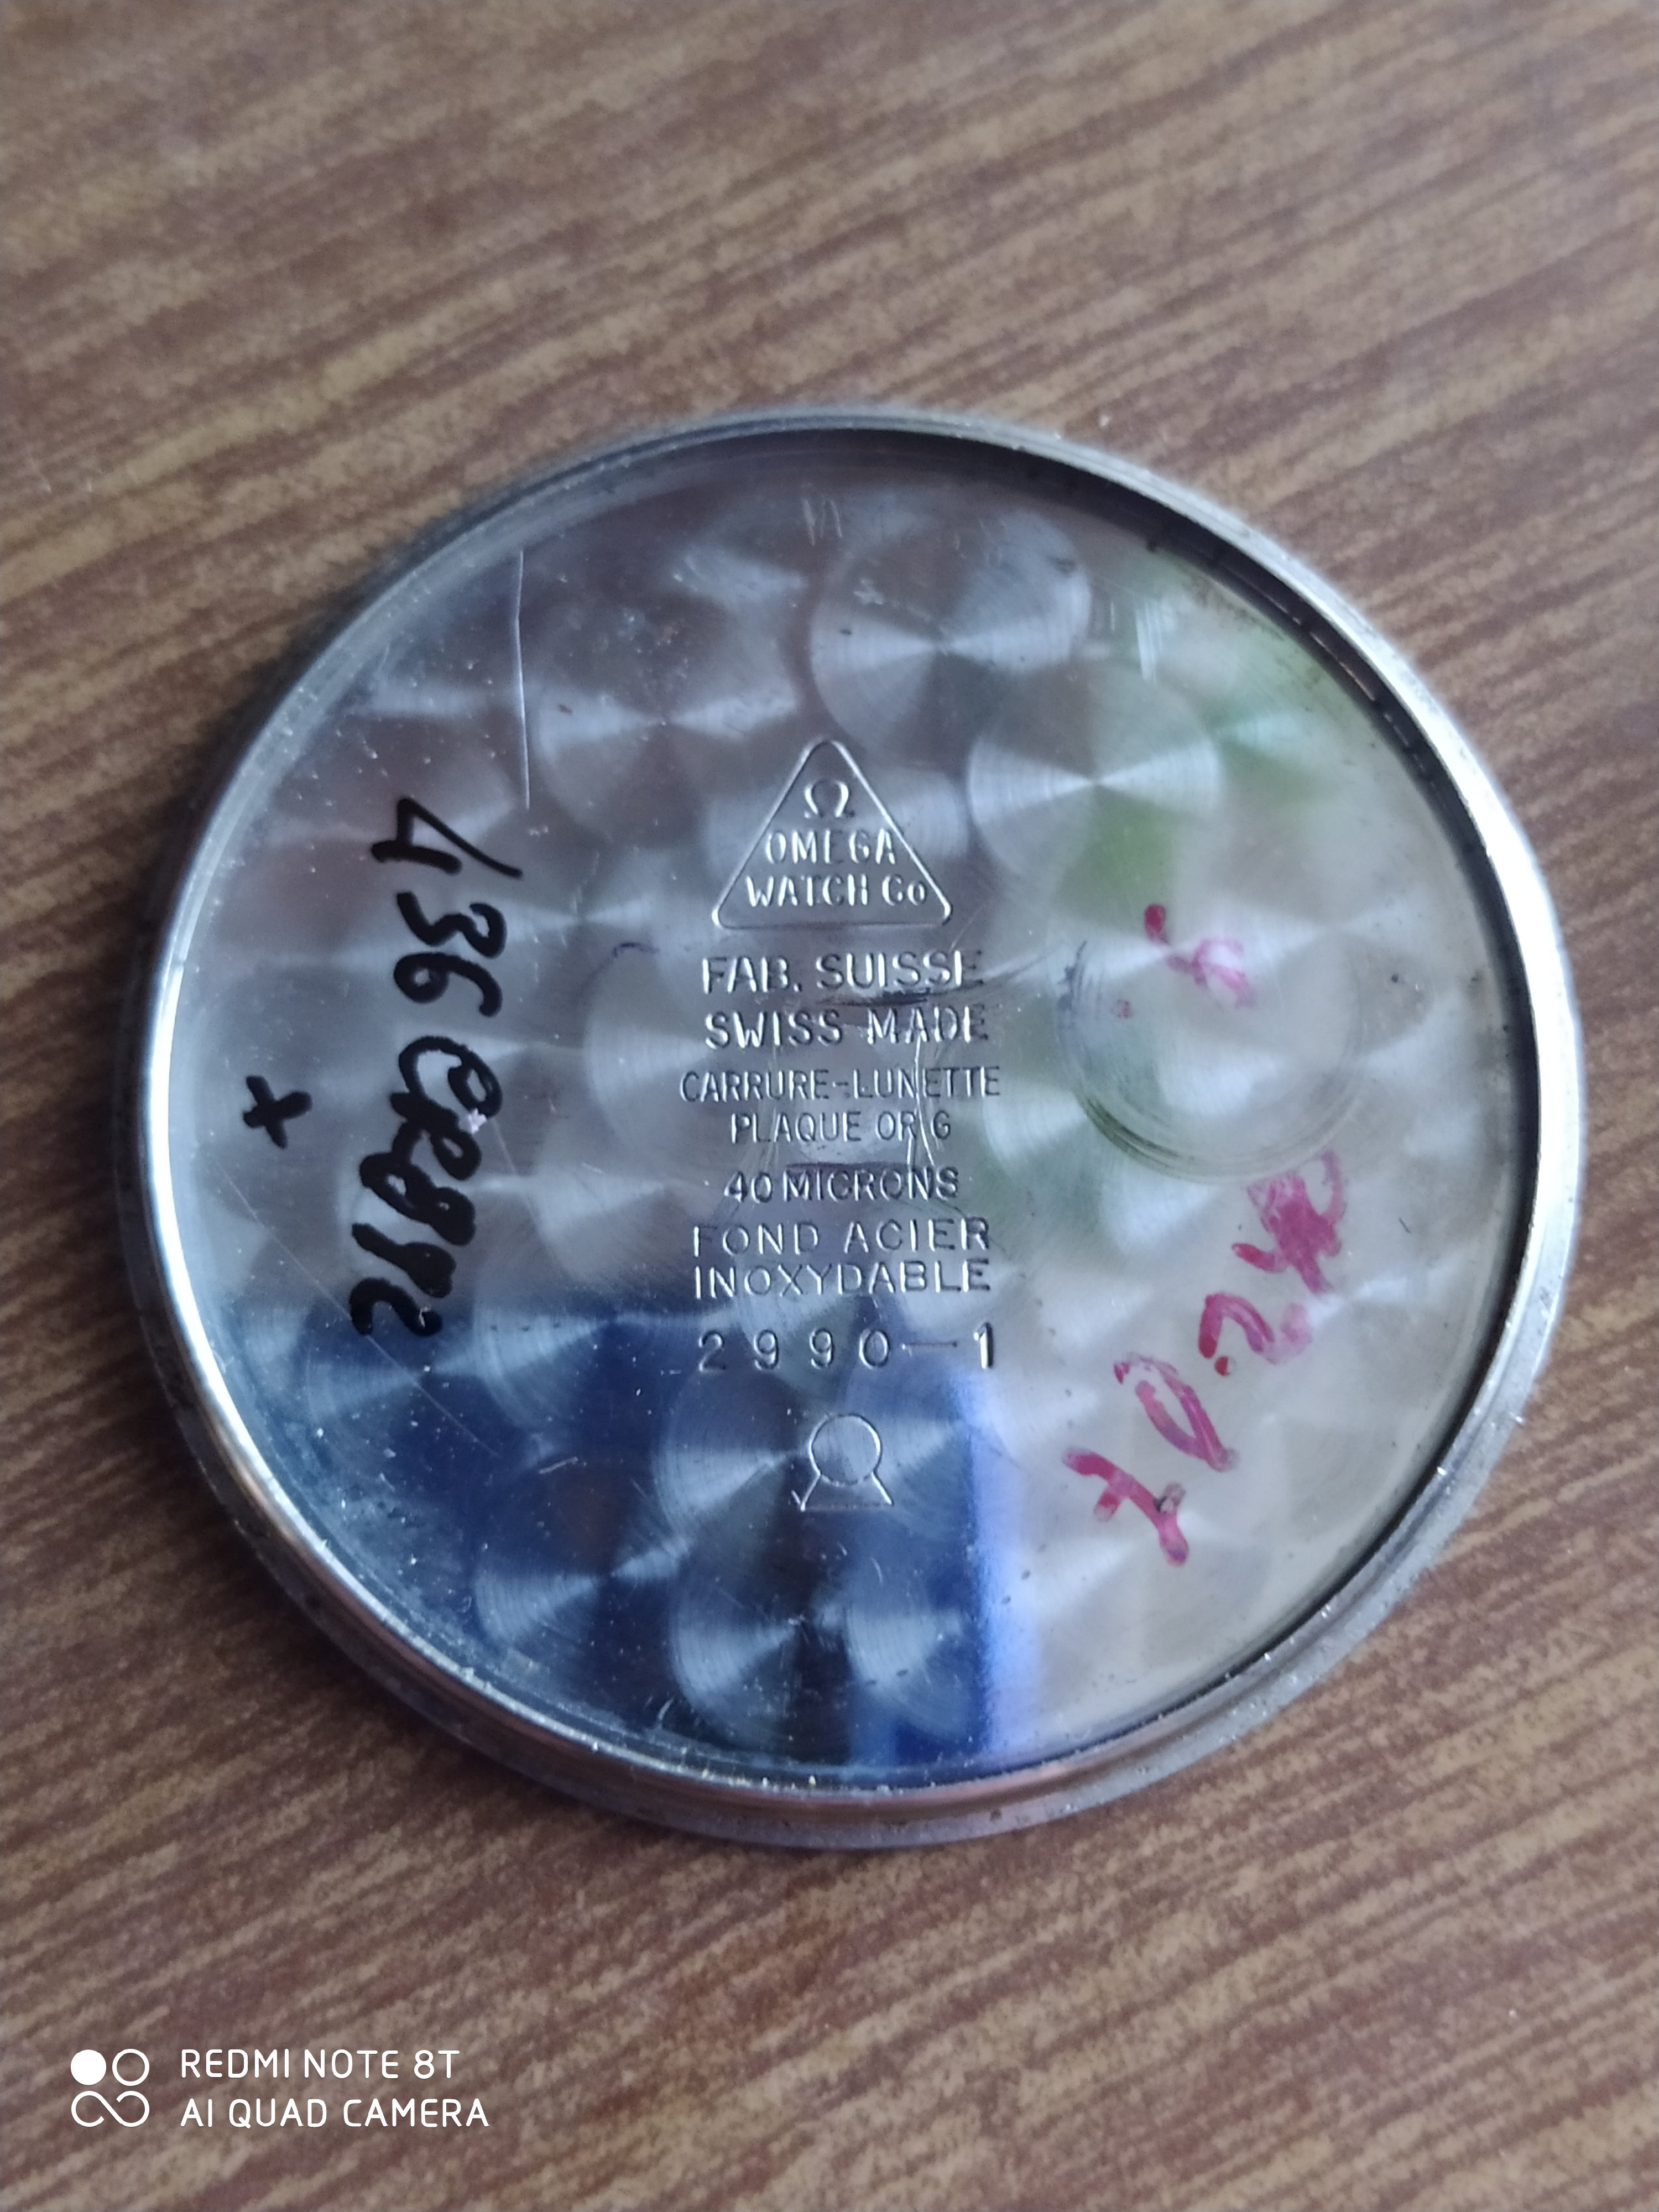 Ω
OMEGA
WATCH Co
FAB. SUISSE
SWISS MADE
CARRURE-LUNETTE
PLAQUE OR G
40 MICRONS
FOND ACIER
INOXYDABLE
2990-1
436
x
REDMI NOTE 8T
AI QUAD CAMERA